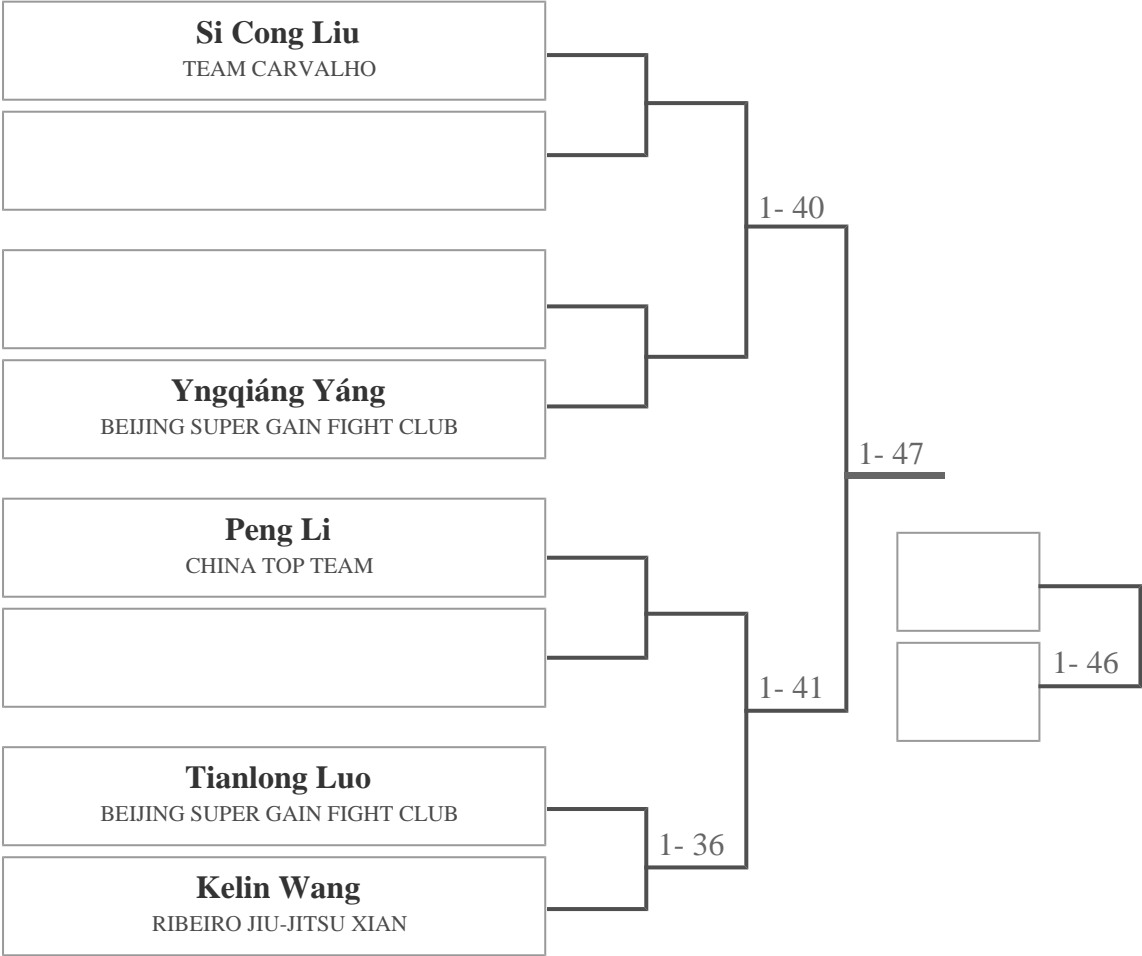 Si Cong Liu
TEAM CARVALHO
1- 40
Yngqiáng Yáng
BEIJING SUPER GAIN FIGHT CLUB
1- 47
Peng Li
CHINA TOP TEAM
1- 46
1- 41
Tianlong Luo
BEIJING SUPER GAIN FIGHT CLUB
1- 36
Kelin Wang
RIBEIRO JIU-JITSU XIAN